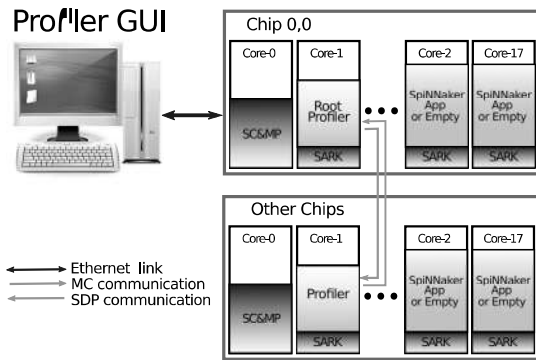 Profiler GUI
Chip 0,0
Core-0
Core-1
Core-2
Core-17
SC&MP
Root
Profiler
SARK
SpiNNaker
App
or Empty
SARK
SpiNNaker
App
or Empty
SARK
Other Chips
Core-0
Core-1
Core-2
Core-17
SC&MP
Profiler
SARK
SpiNNaker
App
or Empty
SARK
SpiNNaker
App
or Empty
SARK
Ethernet link
MC communication
SDP communication